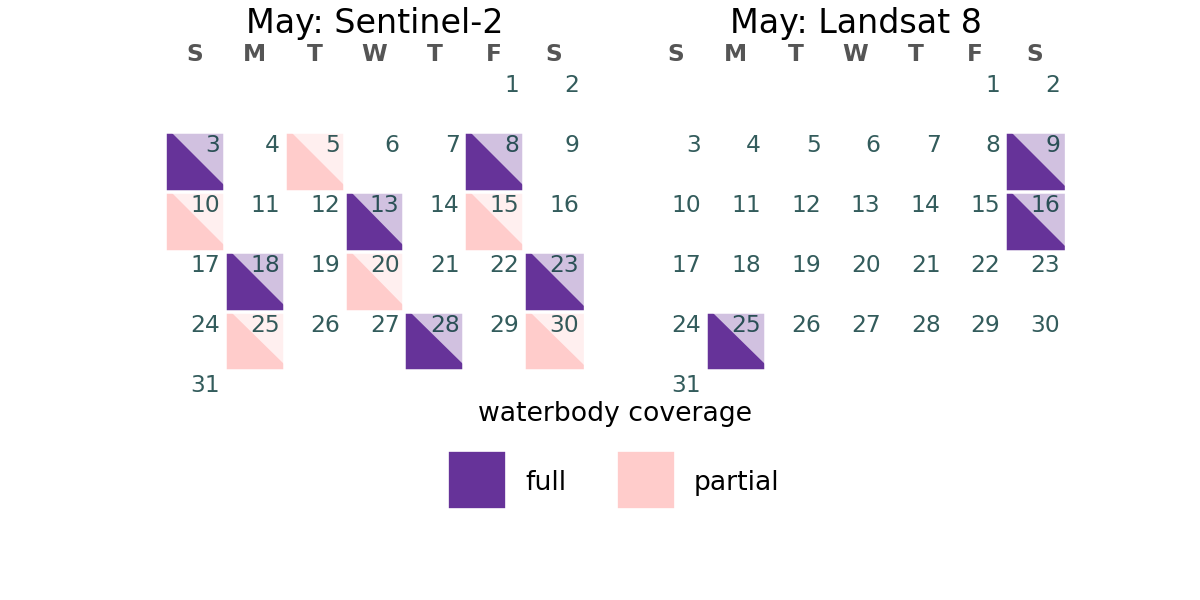 May: Sentinel-2
S M T W T F S
1 2
3 4 5 6 7 8 9
10 11 12 13 14 15 16
17 18 19 20 21 22 23
24 25 26 27 28 29 30
31
May: Landsat 8
S M T W T F S
1 2
3 4 5 6 7 8 9
10 11 12 13 14 15 16
17 18 19 20 21 22 23
24 25 26 27 28 29 30
31
waterbody coverage
full partial